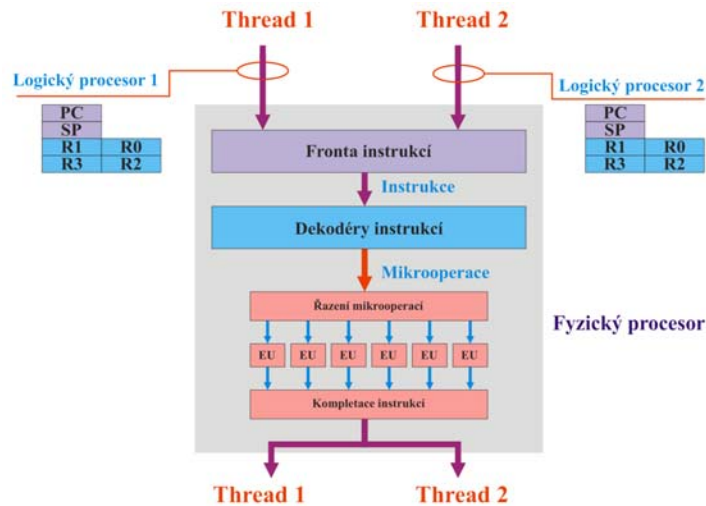 Thread 1 Thread 2
Logický procesor 1
Logický procesor 2
PC
SP
R1 R0
R3 R2
PC
SP
R1 R0
R3 R2
Fronta instrukcí
Instrukce
Dekodéry instrukcí
Mikrooperace
Řazení mikrooperací
Fyzický procesor
EU EU EU EU EU EU
Kompletace instrukcí
Thread 1 Thread 2